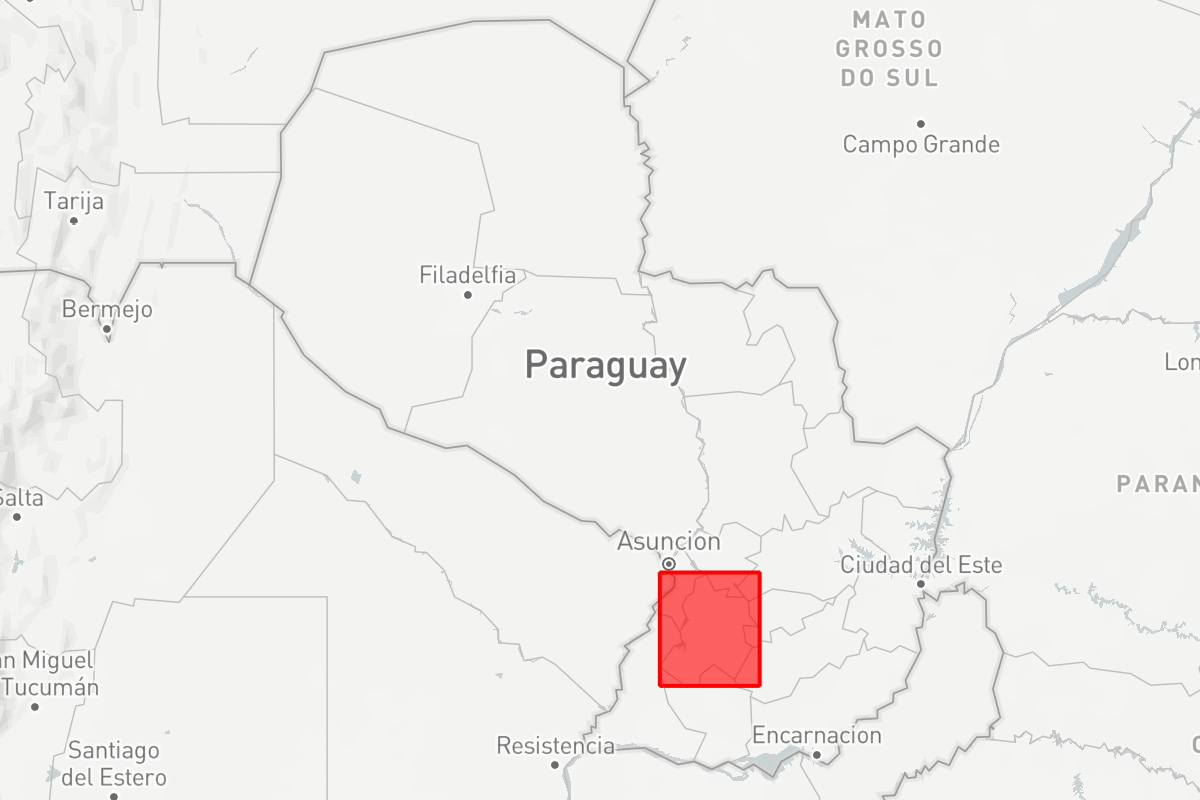 MATO
GROSSO
DO SUL
Campo Grande
Tarija
Filadelfia
Bermejo
Paraguay
Lon
PARAN
Salta
Asuncion
Ciudad del Este
an Miguel
Tucumán
Encarnacion
Resistencia
Santiago
del Estero